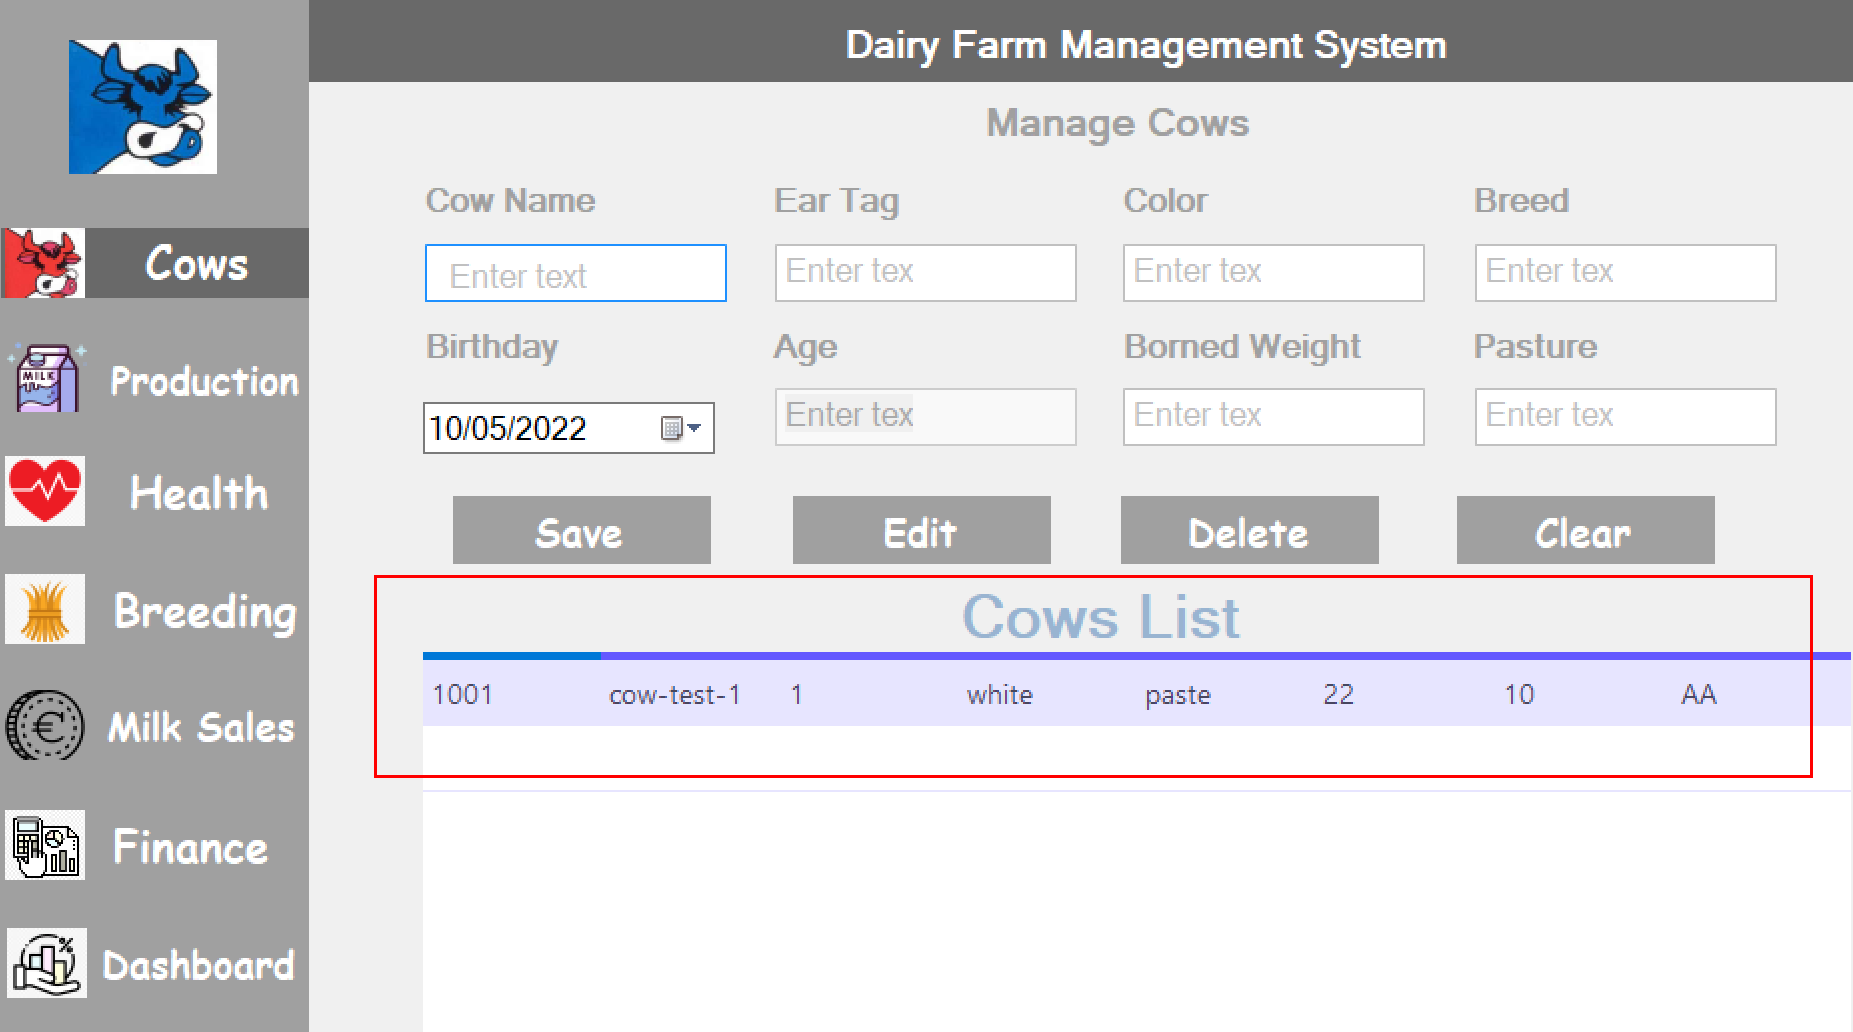 Dairy Farm Management System
Manage Cows
Cow Name Ear Tag Color Breed
Enter text Enter tex Enter tex Enter tex
Birthday Age Borned Weight Pasture
10/05/2022 Enter tex Enter tex Enter tex
Save Edit Delete Clear
Cows List
1001 cow-test-1 1 white paste 22 10 AA
Cows
MILK
Production
Health
Breeding
€ Milk Sales
Finance
% Dashboard